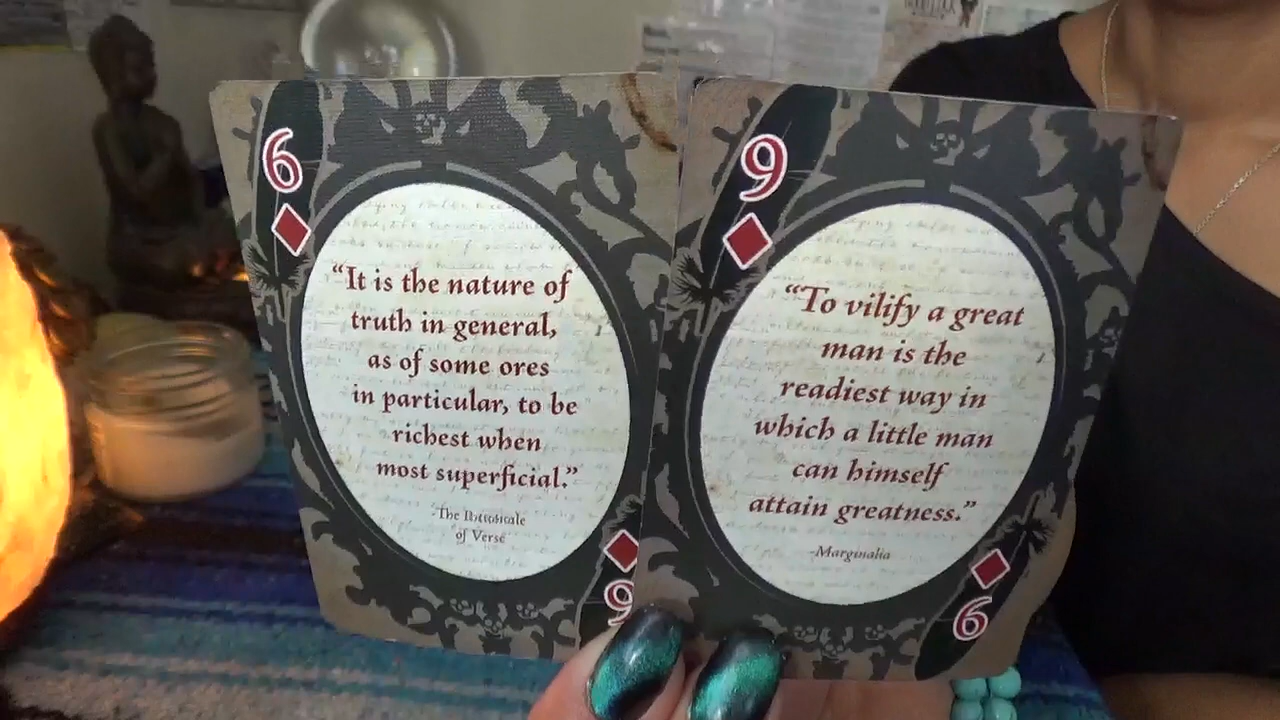 6
“It is the nature of
truth in general,
as of some ores
in particular, to be
richest when
most superficial.”
-The Rationale
of Verse
6
9
“To vilify a great
man is the
readiest way in
which a little man
can himself
attain greatness.”
-Marginalia
9